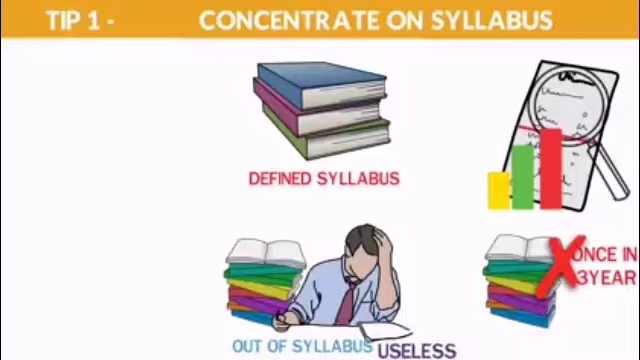 TIP 1 - CONCENTRATE ON SYLLABUS
DEFINED SYLLABUS
OUT OF SYLLABUS USELESS
ONCE IN
3YEAR